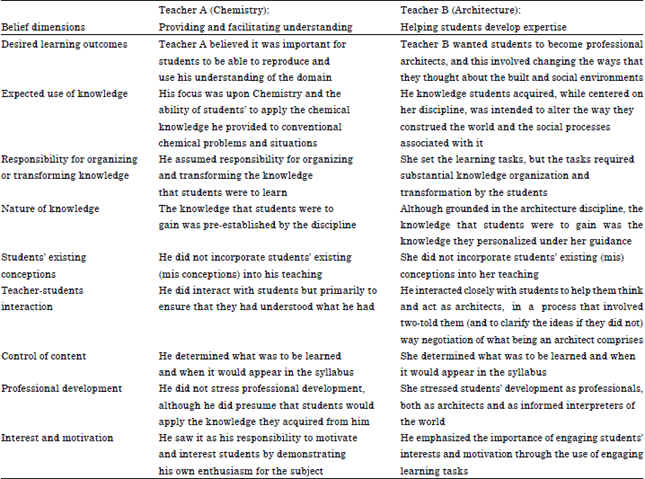 Teacher A (Chemistry): Teacher B (Architecture):
Belief dimensions Providing and facilitating understanding Helping students develop expertise
Desired learning outcomes Teacher A believed it was important for Teacher B wanted students to become professional
students to be able to reproduce and architects, and this involved changing the ways that
use his understanding of the domain they thought about the built and social environments
Expected use of knowledge His focus was upon Chemistry and the He knowledge students acquired, while centered on
ability of students' to apply the chemical her discipline, was intended to alter the way they
knowledge he provided to conventional construed the world and the social processes
chemical problems and situations associated with it
Responsibility for organizing He assumed responsibility for organizing She set the learning tasks, but the tasks required
or transforming knowledge and transforming the knowledge substantial knowledge organization and
that students were to learn transformation by the students
Nature of knowledge The knowledge that students were to Although grounded in the architecture discipline, the
gain was pre-established by the discipline knowledge that students were to gain was the
knowledge they personalized under her guidance
Students' existing He did not incorporate students' existing She did not incorporate students' existing (mis)
conceptions (mis conceptions) into his teaching conceptions into her teaching
Teacher-students He did interact with students but primarily to He interacted closely with students to help them think
interaction ensure that they had understood what he had and act as architects, in a process that involved
two-told them (and to clarify the ideas if they did not)
way negotiation of what being an architect comprises
Control of content He determined what was to be learned She determined what was to be learned and when
and when it would appear in the syllabus it would appear in the syllabus
Professional development He did not stress professional development, She stressed students' development as professionals,
although he did presume that students would both as architects and as informed interpreters of
apply the knowledge they acquired from him the world
Interest and motivation He saw it as his responsibility to motivate He emphasized the importance of engaging students'
and interest students by demonstrating interests and motivation through the use of engaging
his own enthusiasm for the subject learning tasks